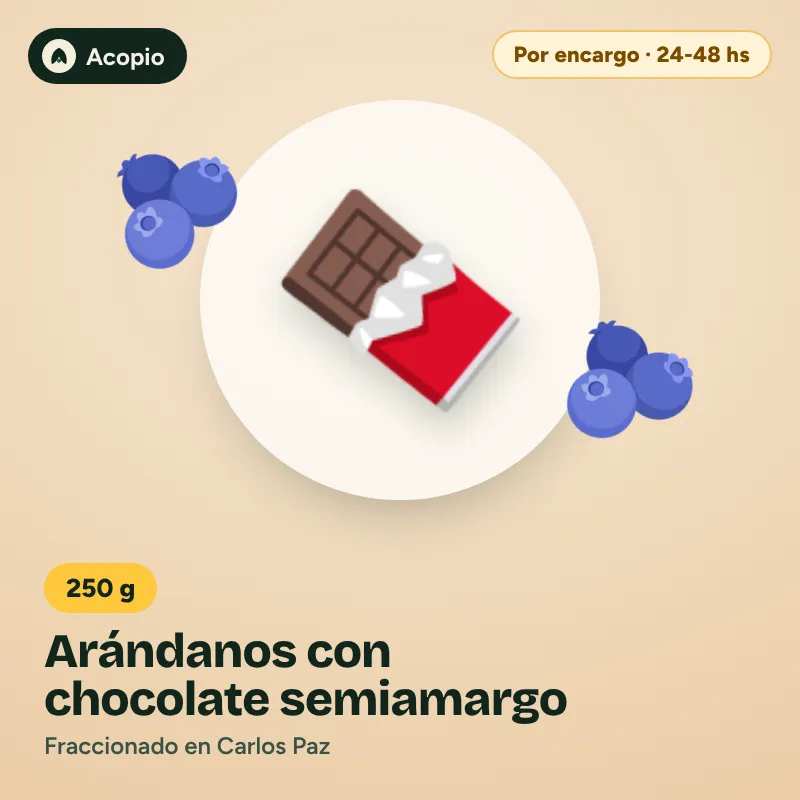 Acopio
Por encargo · 24-48 hs
250 g
Arándanos con
chocolate semiamargo
Fraccionado en Carlos Paz